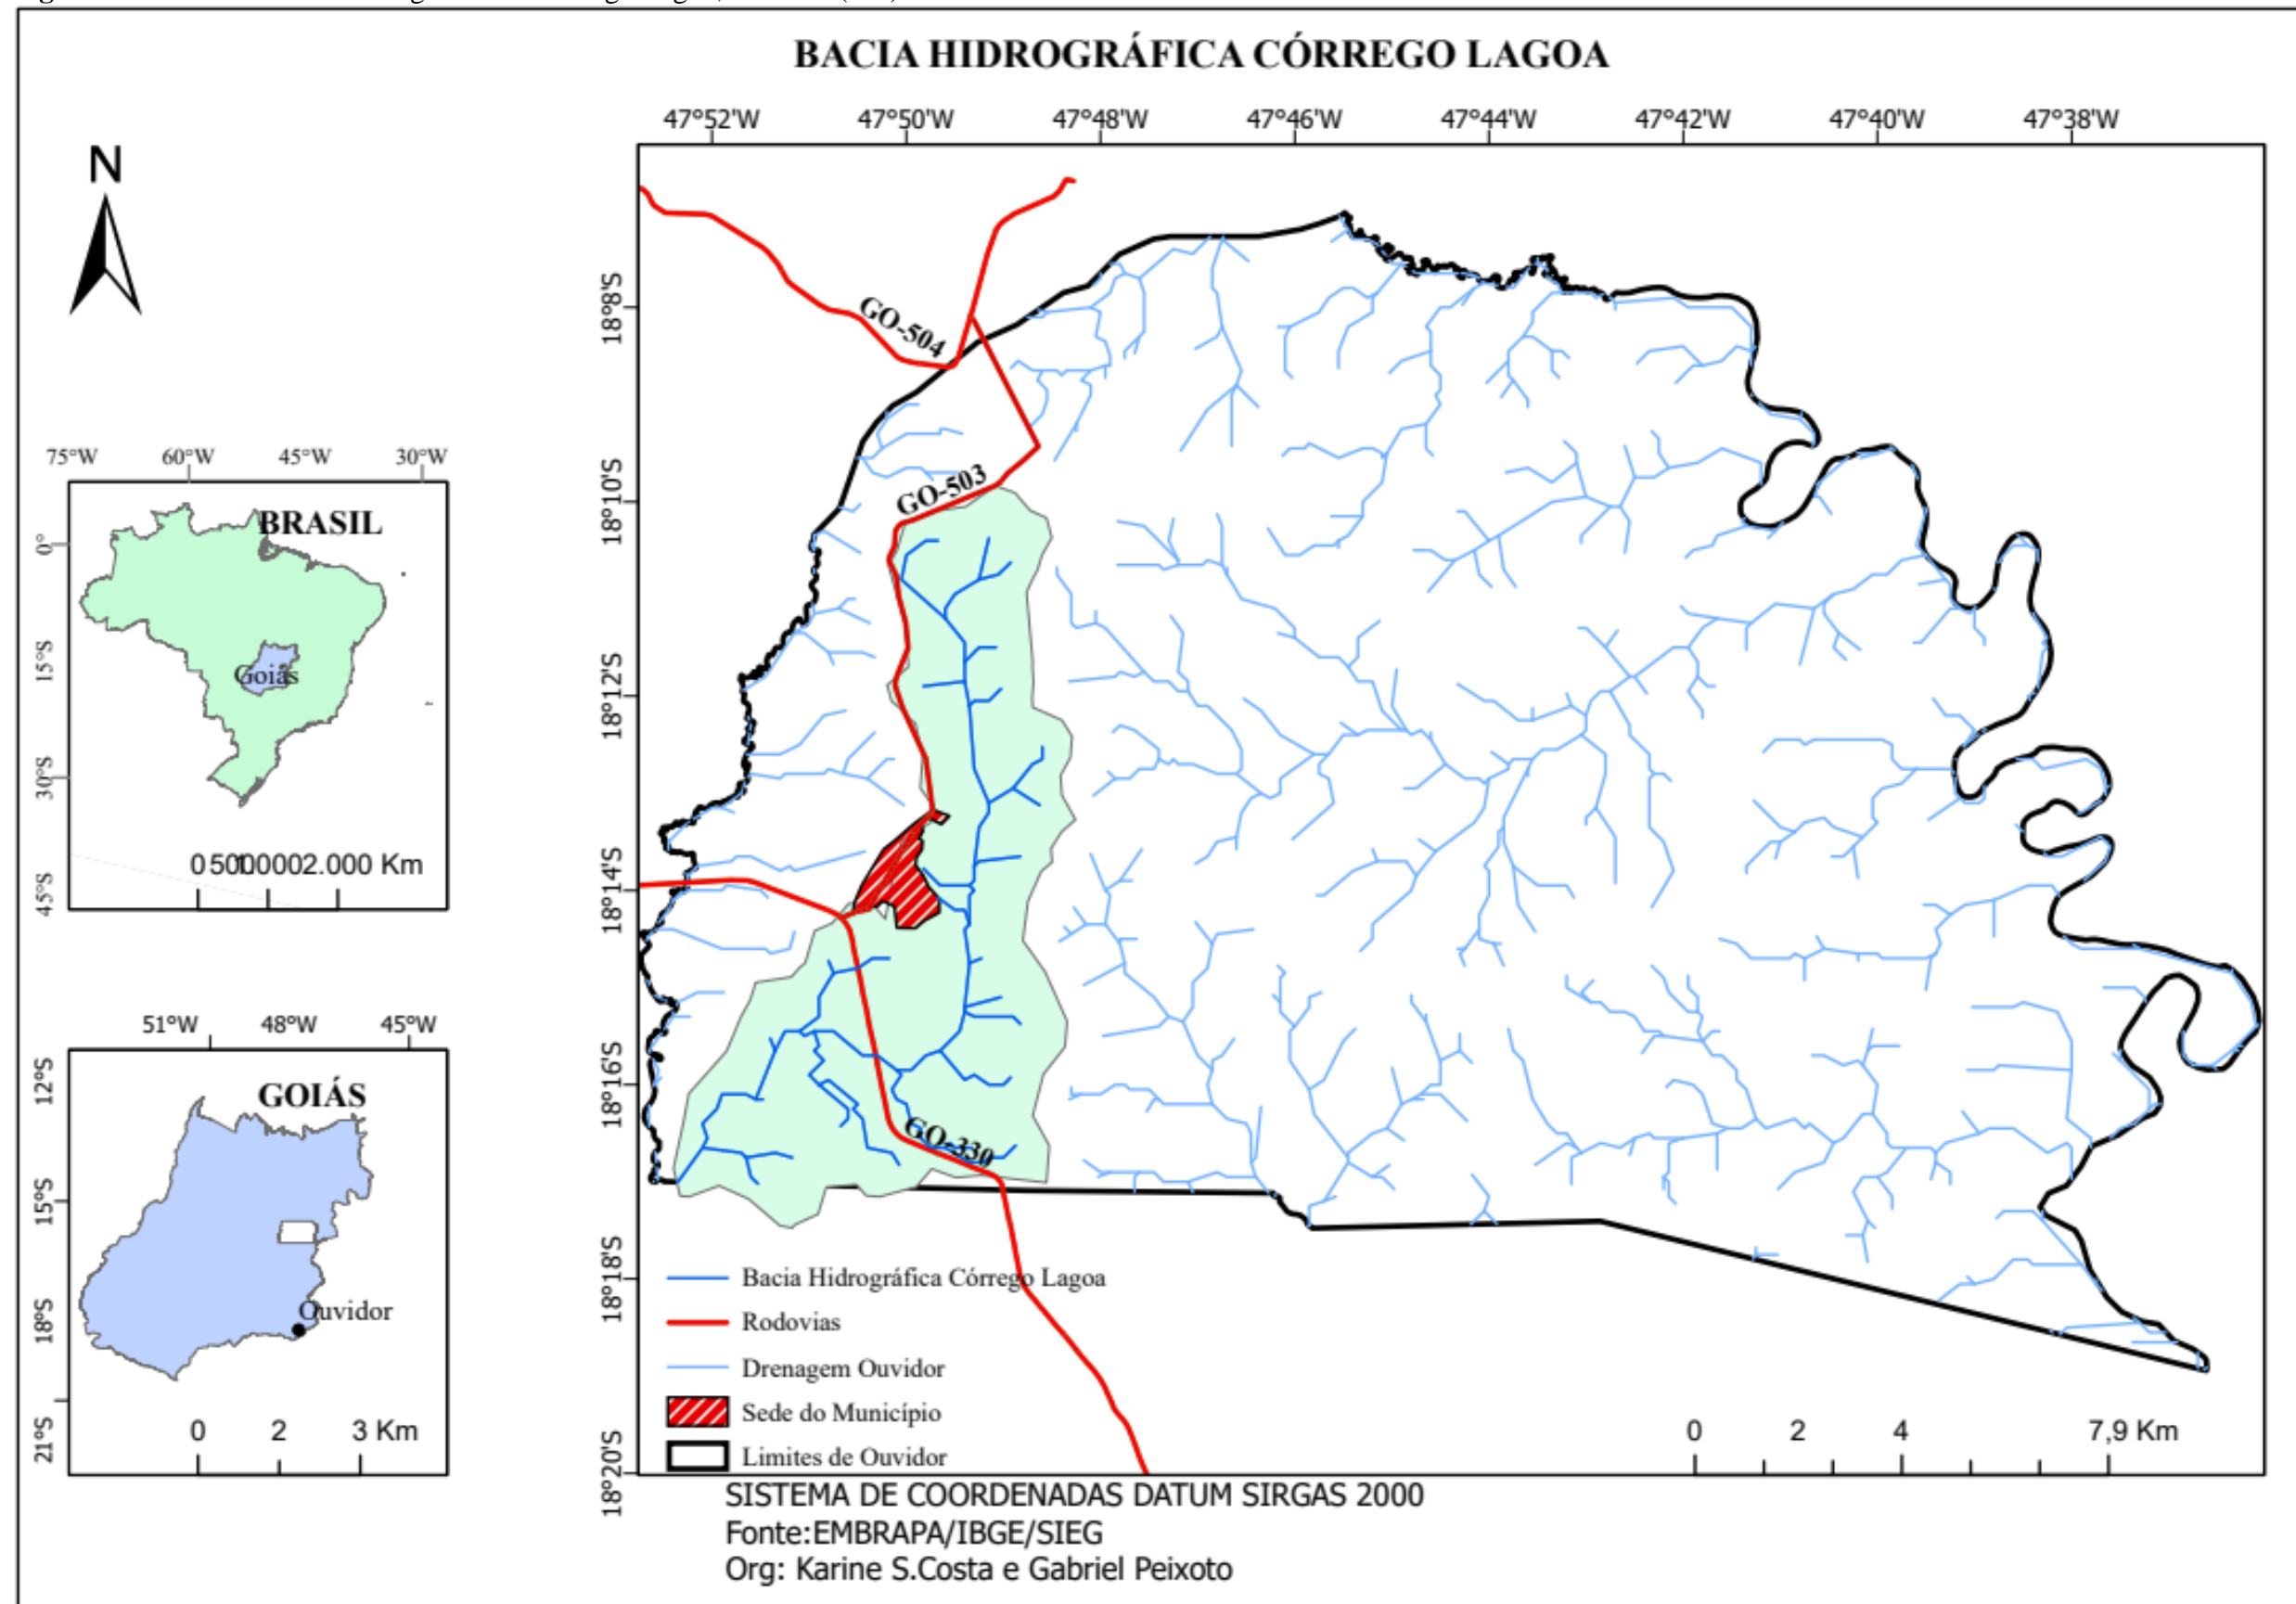 BACIA HIDROGRÁFICA CÓRREGO LAGOA
47°52'W 47°50'W 47°48'W 47°46'W 47°44'W 47°42'W 47°40'W 47°38'W
N
18°8'S
18°10'S
18°12'S
18°14'S
18°16'S
18°18'S
18°20'S
GO-504
GO-503
GO-330
75°W 60°W 45°W 30°W
BRASIL
0°
15°S
30°S
45°S
Goiás
2.000 Km
51°W 48°W 45°W
GOIÁS
12°S
15°S
18°S
21°S
Ouvidor
0 2 3 Km
Bacia Hidrográfica Córrego Lagoa
Rodovias
Drenagem Ouvidor
Sede do Município
Limites de Ouvidor
0 2 4 7,9 Km
SISTEMA DE COORDENADAS DATUM SIRGAS 2000
Fonte:EMBRAPA/IBGE/SIEG
Org: Karine S.Costa e Gabriel Peixoto